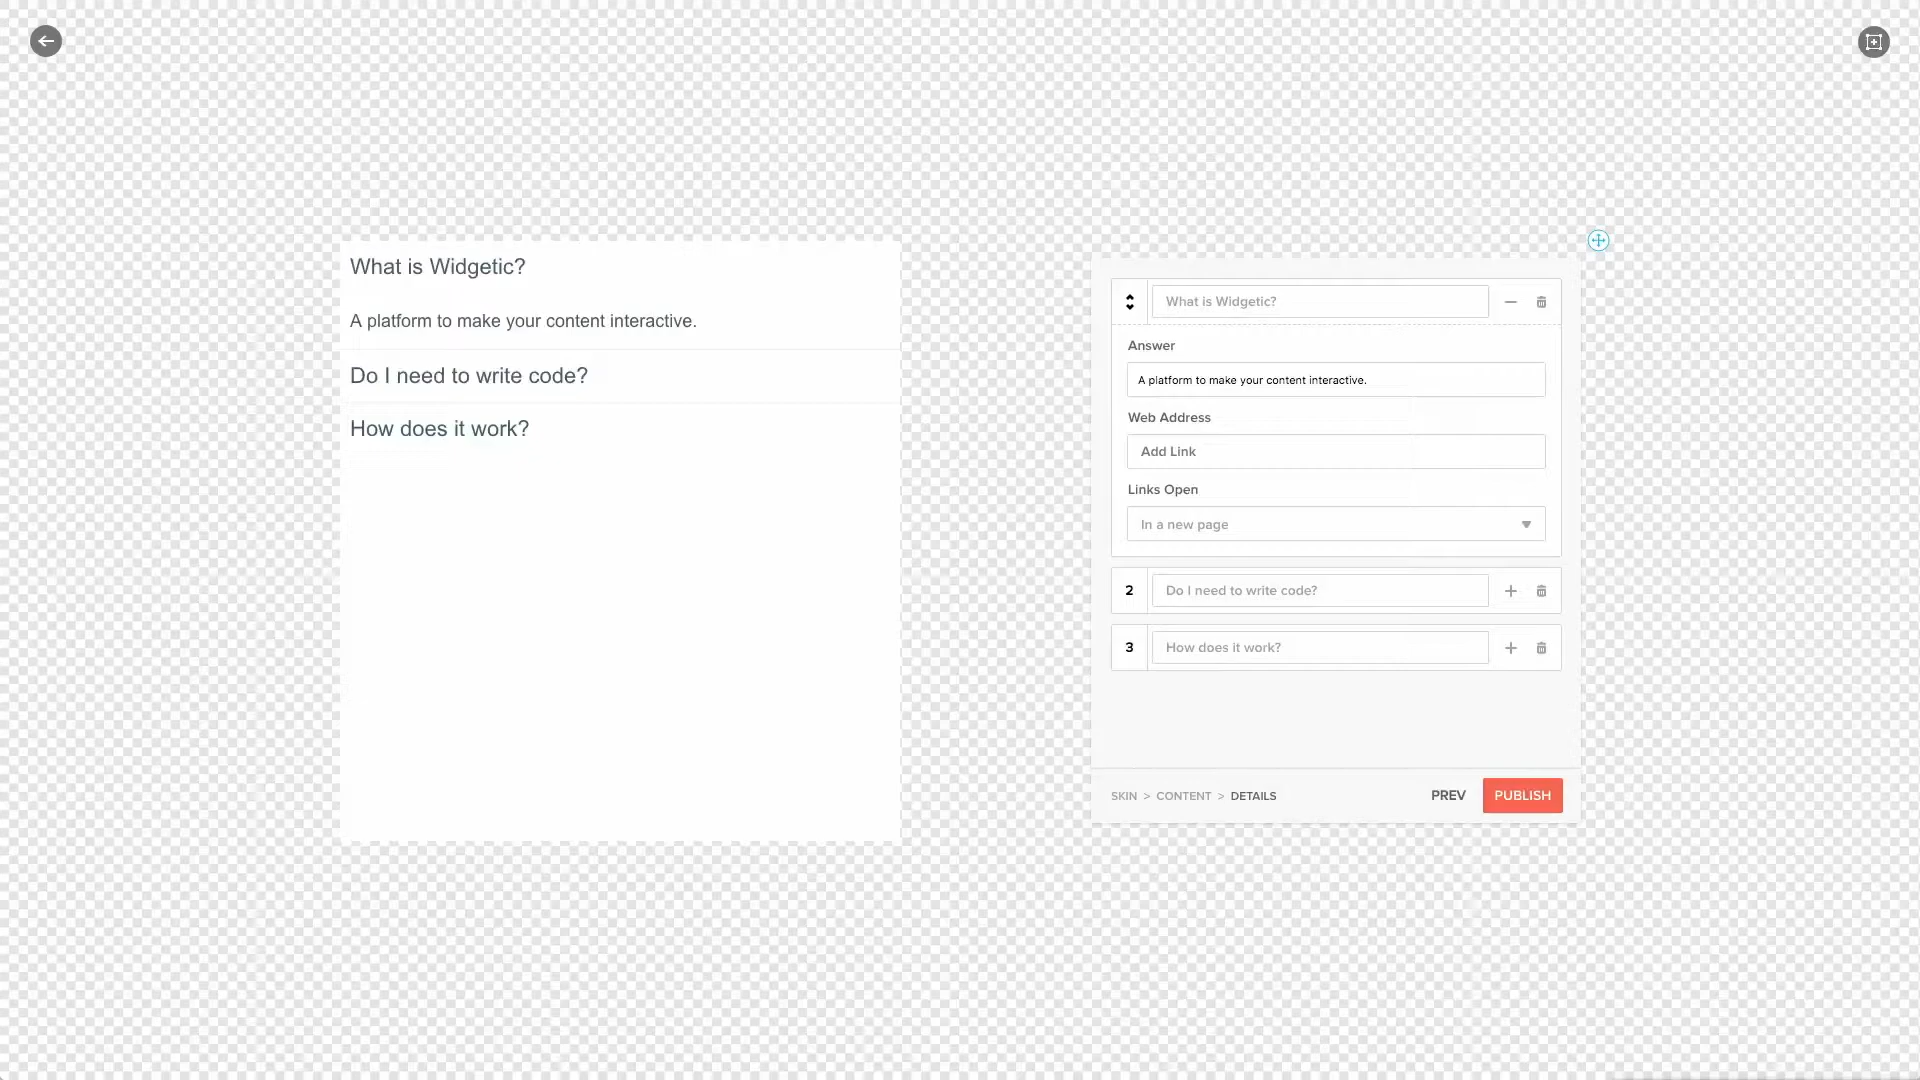 What is Widgetic?
A platform to make your content interactive.
Do I need to write code?
How does it work?
What is Widgetic?
Answer
A platform to make your content interactive.
Web Address
Add Link
Links Open
In a new page
2 Do I need to write code?
3 How does it work?
SKIN > CONTENT > DETAILS PREV PUBLISH